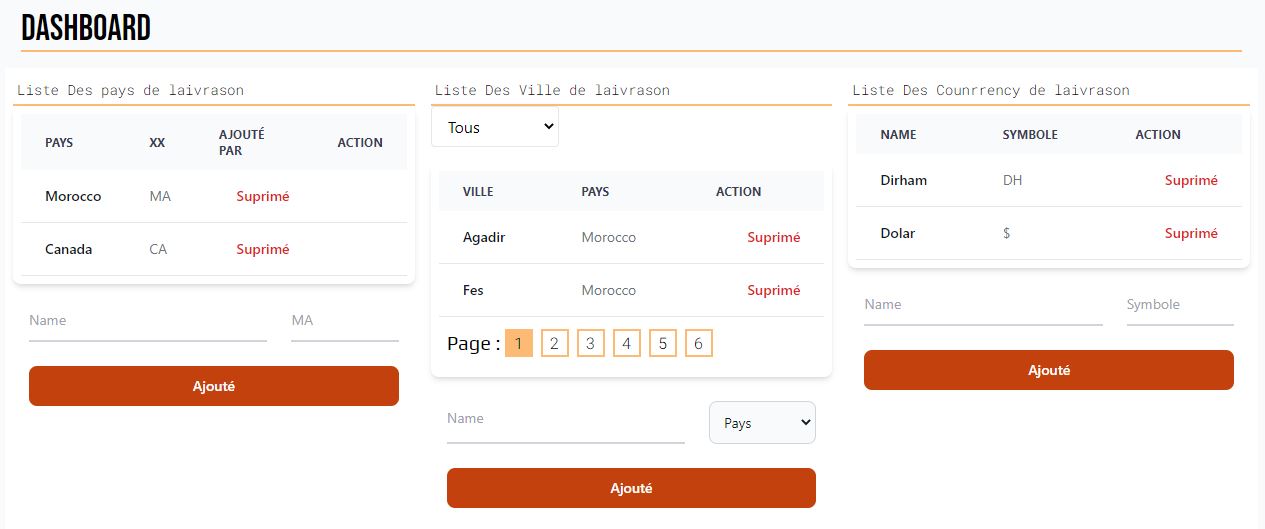 DASHBOARD
Liste Des pays de laivrason
PAYS XX AJOUTÉ PAR ACTION
Morocco MA Suprimé
Canada CA Suprimé
Name MA
Ajouté
Liste Des Ville de laivrason
Tous
VILLE PAYS ACTION
Agadir Morocco Suprimé
Fes Morocco Suprimé
Page : 1 2 3 4 5 6
Name Pays
Ajouté
Liste Des Counrrency de laivrason
NAME SYMBOLE ACTION
Dirham DH Suprimé
Dolar $ Suprimé
Name Symbole
Ajouté